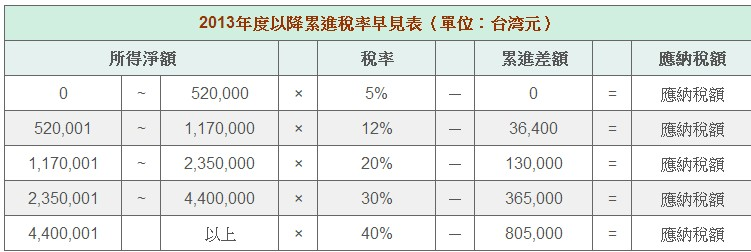 2013年度以降累進税率早見表（單位：台湾元）
所得淨額 稅率 累進差額 應納稅額
0 ~ 520,000 × 5% — 0 = 應納稅額
520,001 ~ 1,170,000 × 12% — 36,400 = 應納稅額
1,170,001 ~ 2,350,000 × 20% — 130,000 = 應納稅額
2,350,001 ~ 4,400,000 × 30% — 365,000 = 應納稅額
4,400,001 以上 × 40% — 805,000 = 應納稅額